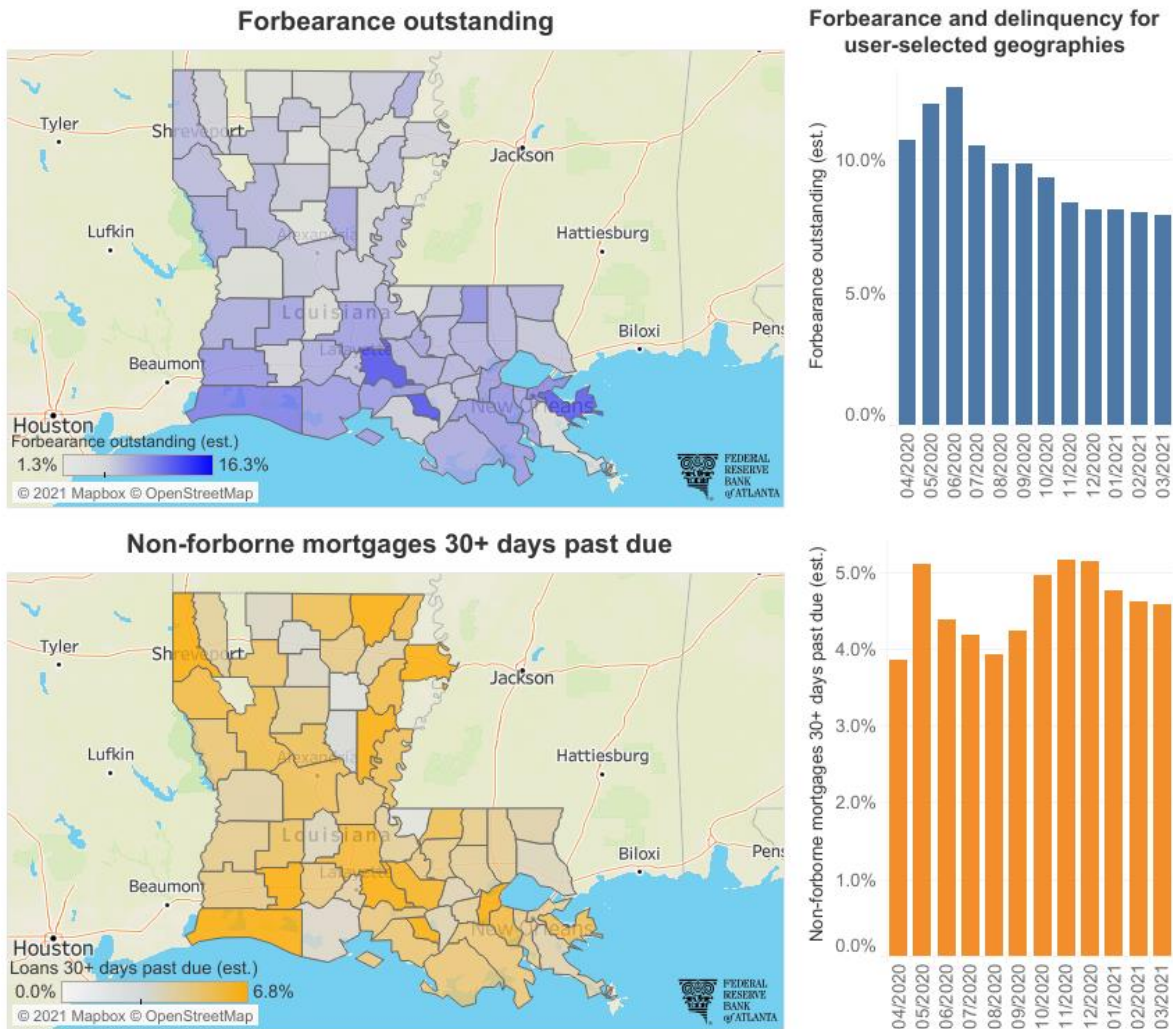 Forbearance outstanding
Tyler
Shreveport
Jackson
Lufkin
Alexandria
Hattiesburg
Louisiana
Lafayette
Biloxi
Pens
Beaumont
New Orleans
Houston
Forbearance outstanding (est.)
1.3% 16.3%
© 2021 Mapbox © OpenStreetMap
FEDERAL
RESERVE
BANK
of ATLANTA
Forbearance and delinquency for
user-selected geographies
Forbearance outstanding (est.)
10.0%
5.0%
0.0%
04/2020
05/2020
06/2020
07/2020
08/2020
09/2020
10/2020
11/2020
12/2020
01/2021
02/2021
03/2021
Non-forborne mortgages 30+ days past due
Tyler
Shreveport
Jackson
Lufkin
Alexandria
Hattiesburg
Louisiana
Lafayette
Biloxi
Pens
Beaumont
New Orleans
Houston
Loans 30+ days past due (est.)
0.0% 6.8%
© 2021 Mapbox © OpenStreetMap
FEDERAL
RESERVE
BANK
of ATLANTA
Non-forborne mortgages 30+ days past due (est.)
5.0%
4.0%
3.0%
2.0%
1.0%
0.0%
04/2020
05/2020
06/2020
07/2020
08/2020
09/2020
10/2020
11/2020
12/2020
01/2021
02/2021
03/2021